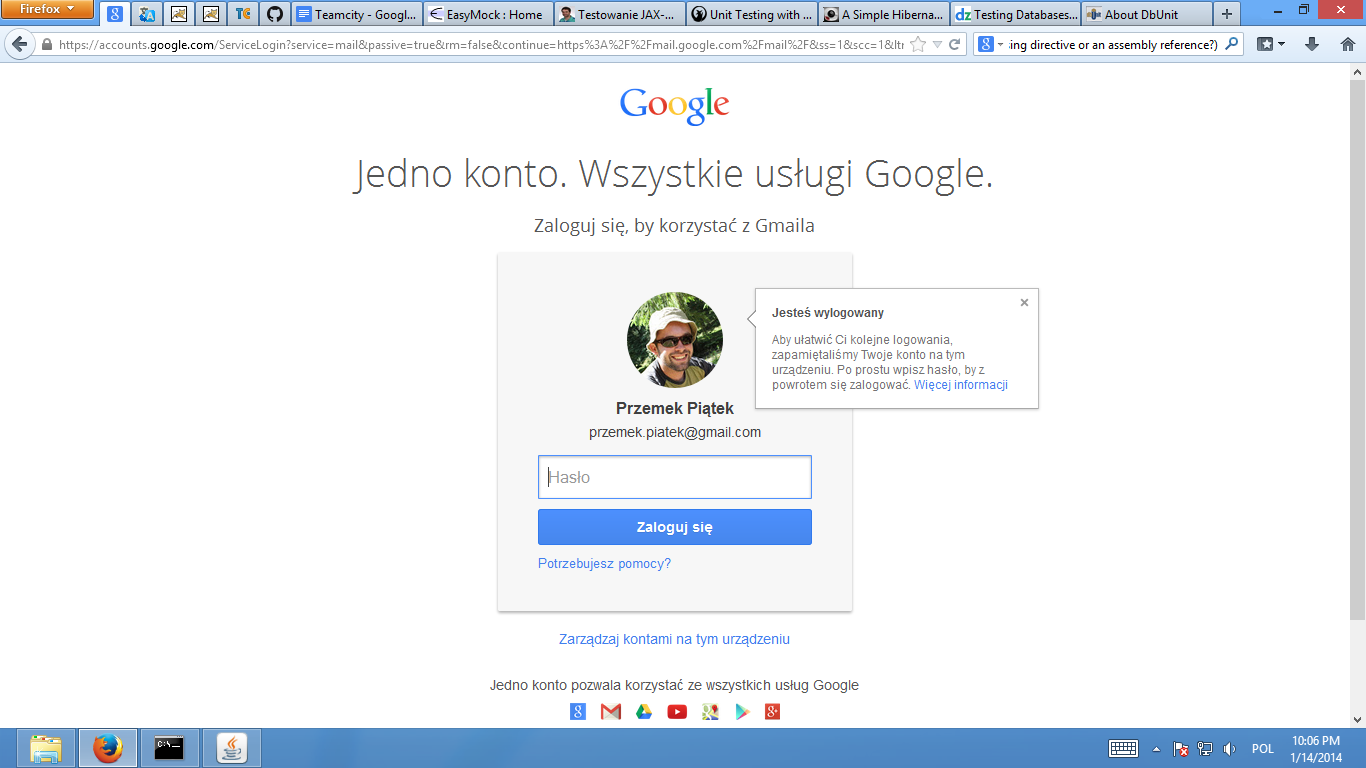 Firefox
Teamcity - Googl...
EasyMock : Home
Testowanie JAX-...
Unit Testing with ...
A Simple Hiberna...
Testing Databases...
About DbUnit
https://accounts.google.com/ServiceLogin?service=mail&passive=true&rm=false&continue=https%3A%2F%2Fmail.google.com%2Fmail%2F&ss=1&scc=1&ltr
ing directive or an assembly reference?)
Google
Jedno konto. Wszystkie usługi Google.
Zaloguj się, by korzystać z Gmaila
Jesteś wylogowany
Aby ułatwić Ci kolejne logowania,
zapamiętaliśmy Twoje konto na tym
urządzeniu. Po prostu wpisz hasło, by z
powrotem się zalogować. Więcej informacji
Przemek Piątek
przemek.piatek@gmail.com
Hasło
Zaloguj się
Potrzebujesz pomocy?
Zarządzaj kontami na tym urządzeniu
Jedno konto pozwala korzystać ze wszystkich usług Google
POL
10:06 PM
1/14/2014